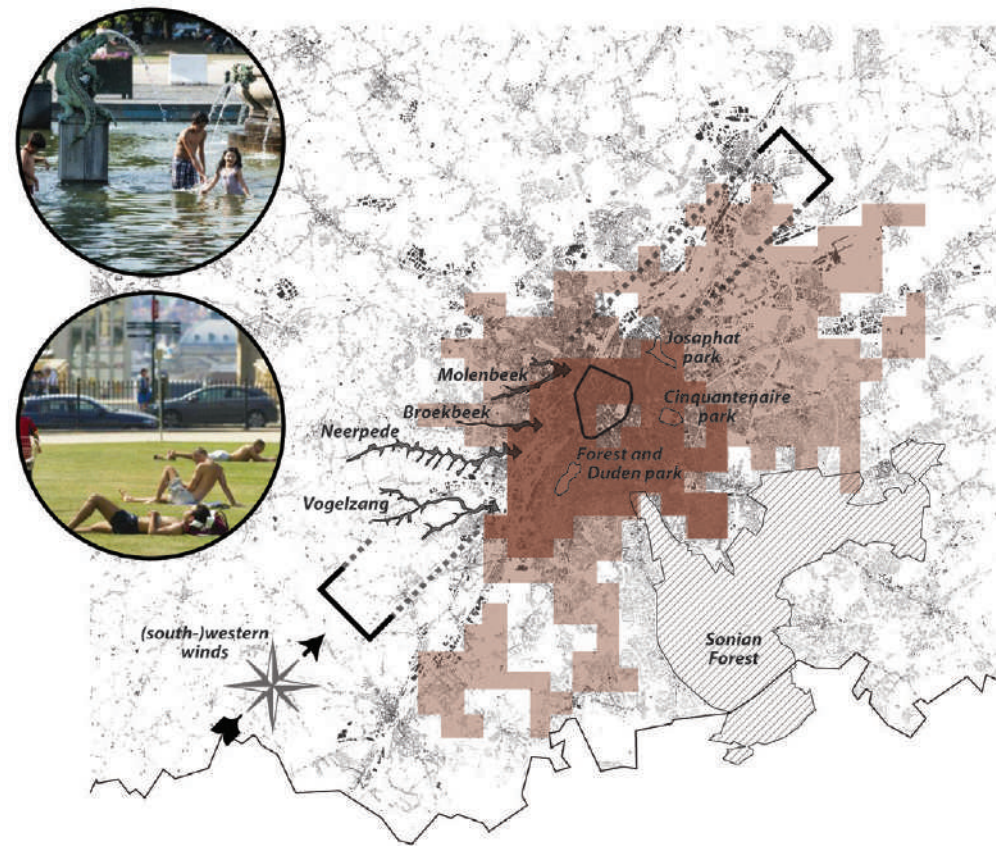 Josaphat
park
Molenbeek
Cinquantenaire
park
Broekbeek
Neerpede
Forest and
Duden park
Vogelzang
(south-)western
winds
Sonian
Forest